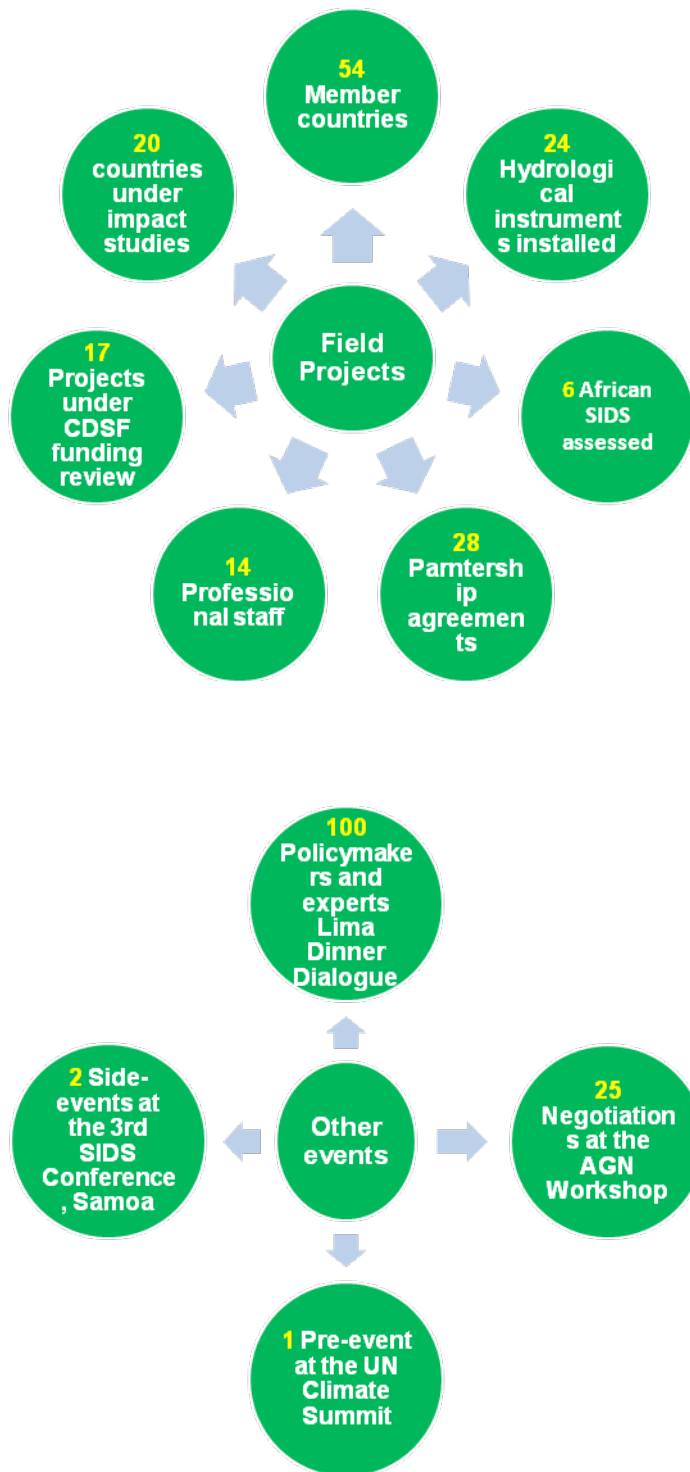 54
Member
countries
20
countries
under
impact
studies
24
Hydrologi
cal
instrument
s installed
Field
Projects
17
Projects
under
CDSF
funding
review
6 African
SIDS
assessed
14
Professio
nal staff
28
Parntersh
ip
agreemen
ts
100
Policymake
rs and
experts
Lima
Dinner
Dialogue
2 Side-
events at
the 3rd
SIDS
Conference
, Samoa
Other
events
25
Negotiation
s at the
AGN
Workshop
1 Pre-event
at the UN
Climate
Summit